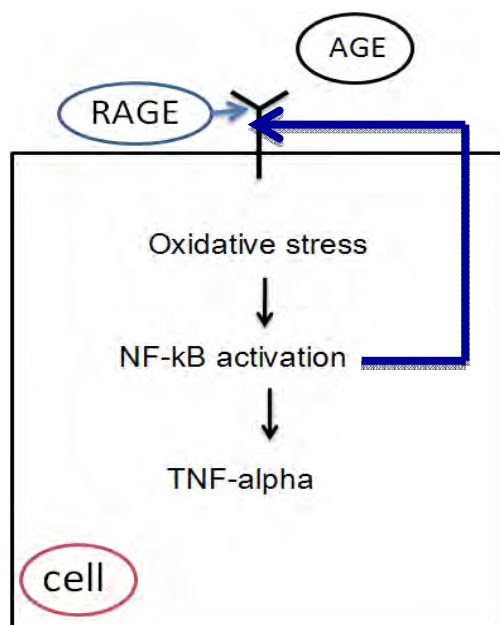 AGE
RAGE
Oxidative stress
NF-kB activation
TNF-alpha
cell